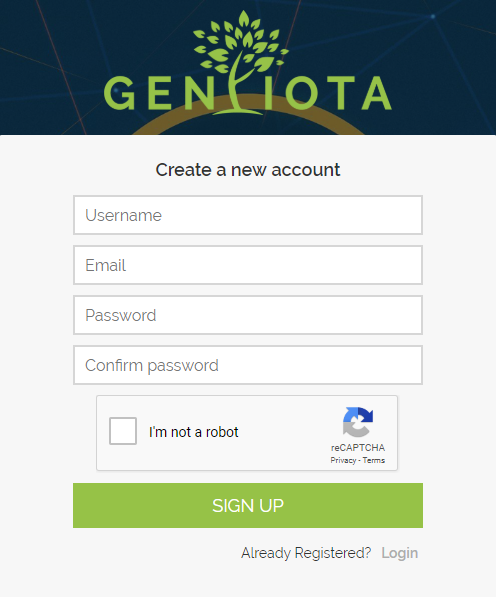 GENIOTA
Create a new account
Username
Email
Password
Confirm password
I'm not a robot
reCAPTCHA
Privacy - Terms
SIGN UP
Already Registered? Login